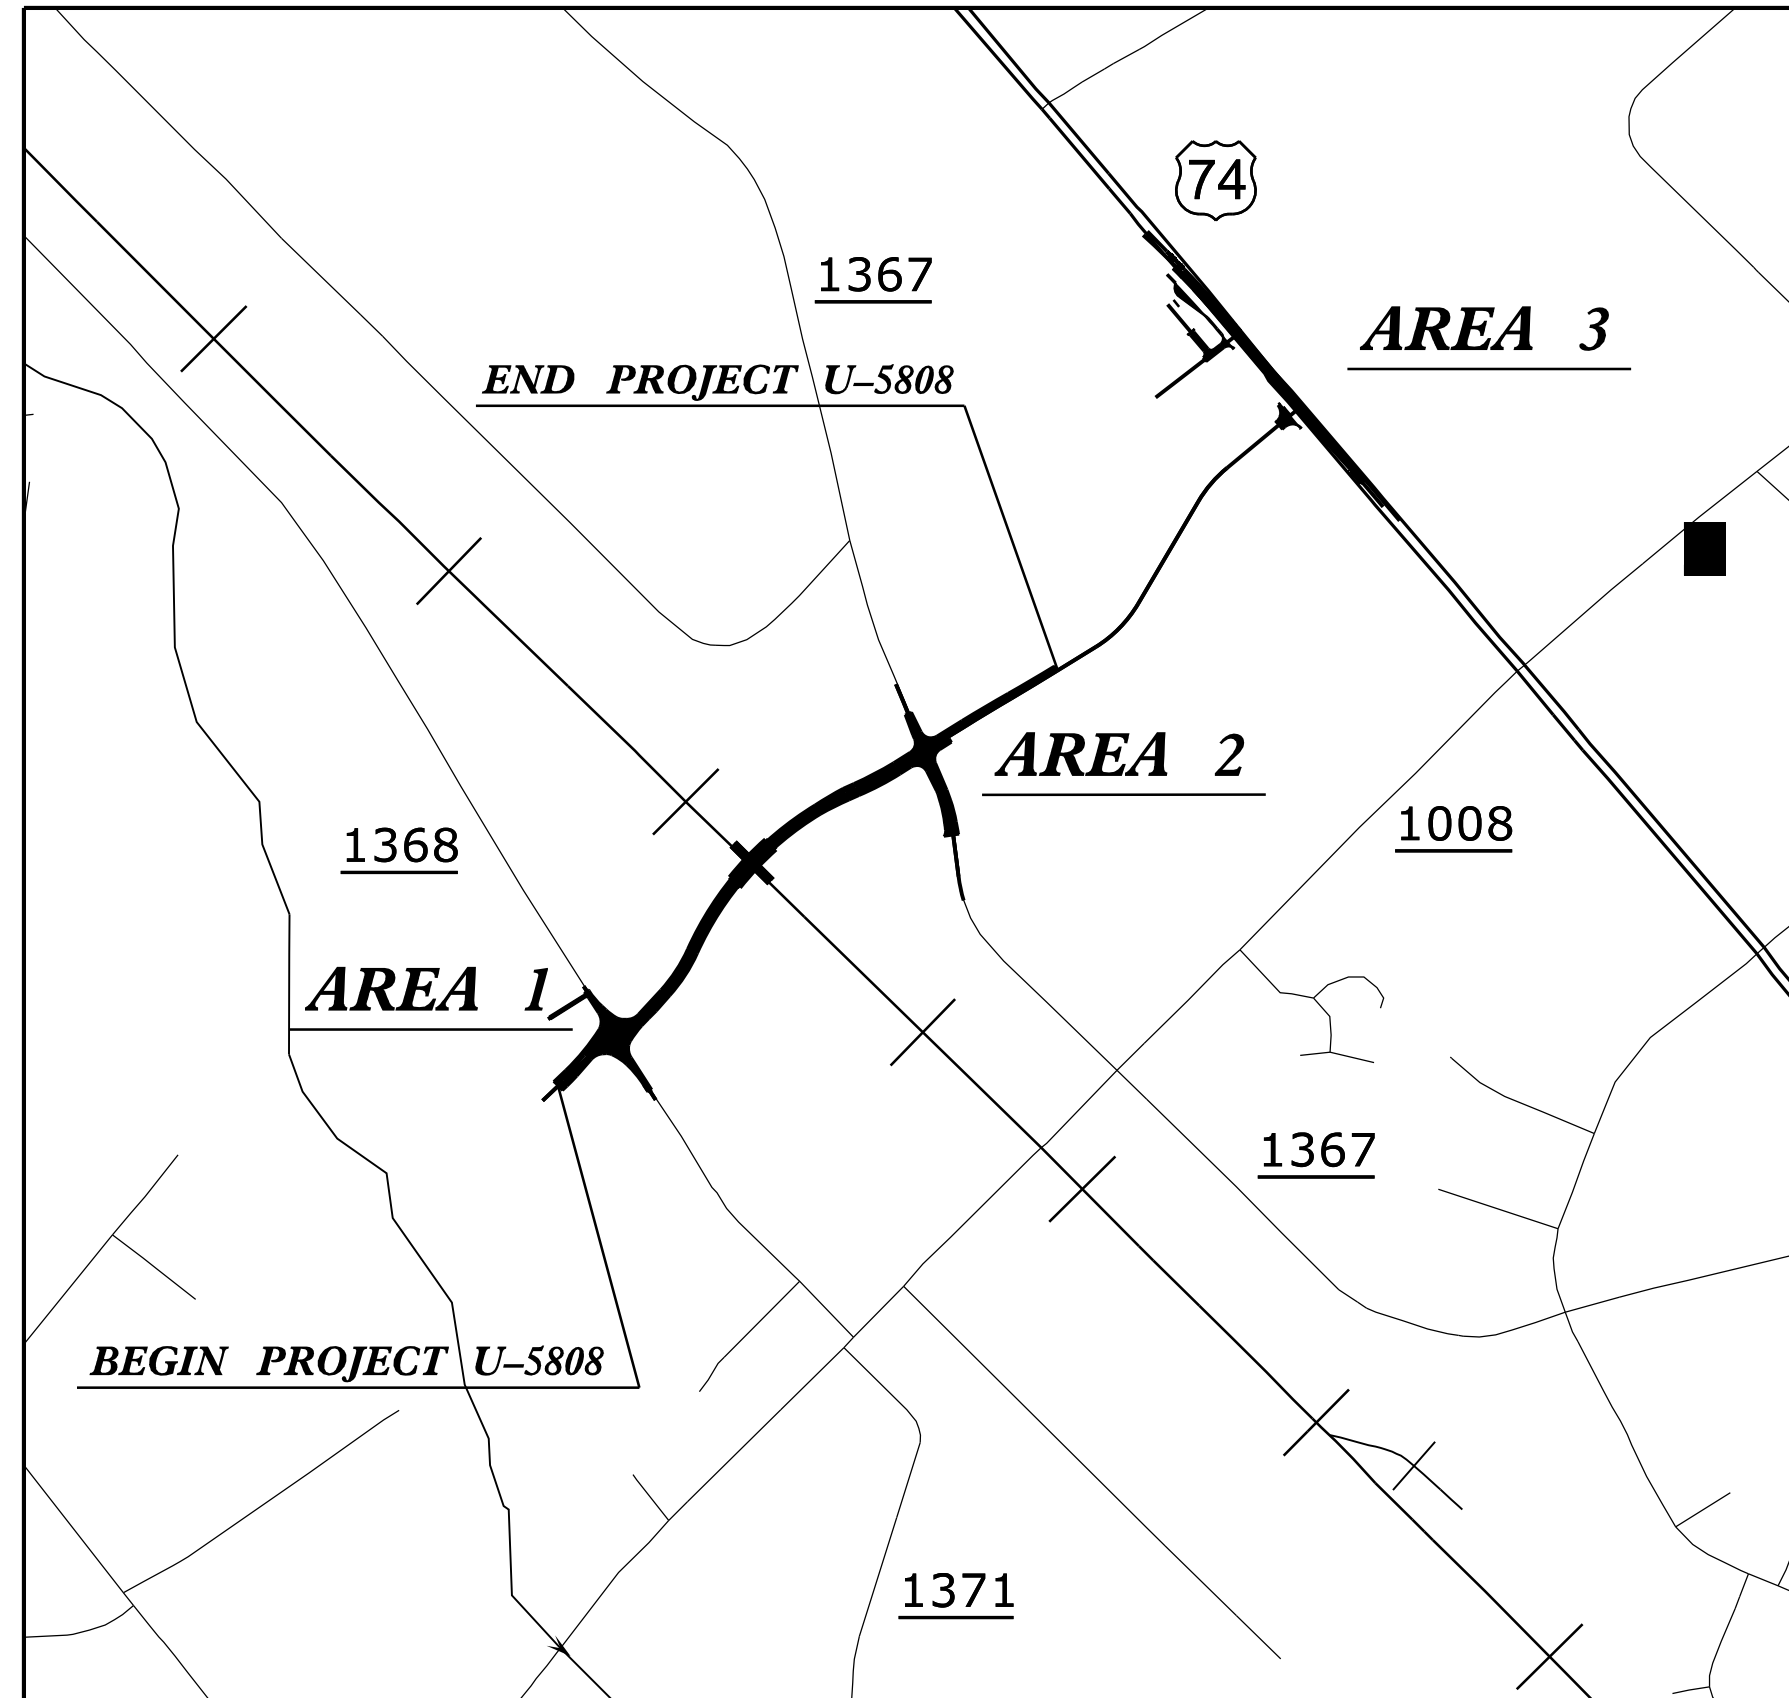 74
1367
AREA 3
END PROJECT U–5808
AREA 2
1008
1368
AREA 1
1367
BEGIN PROJECT U–5808
1371